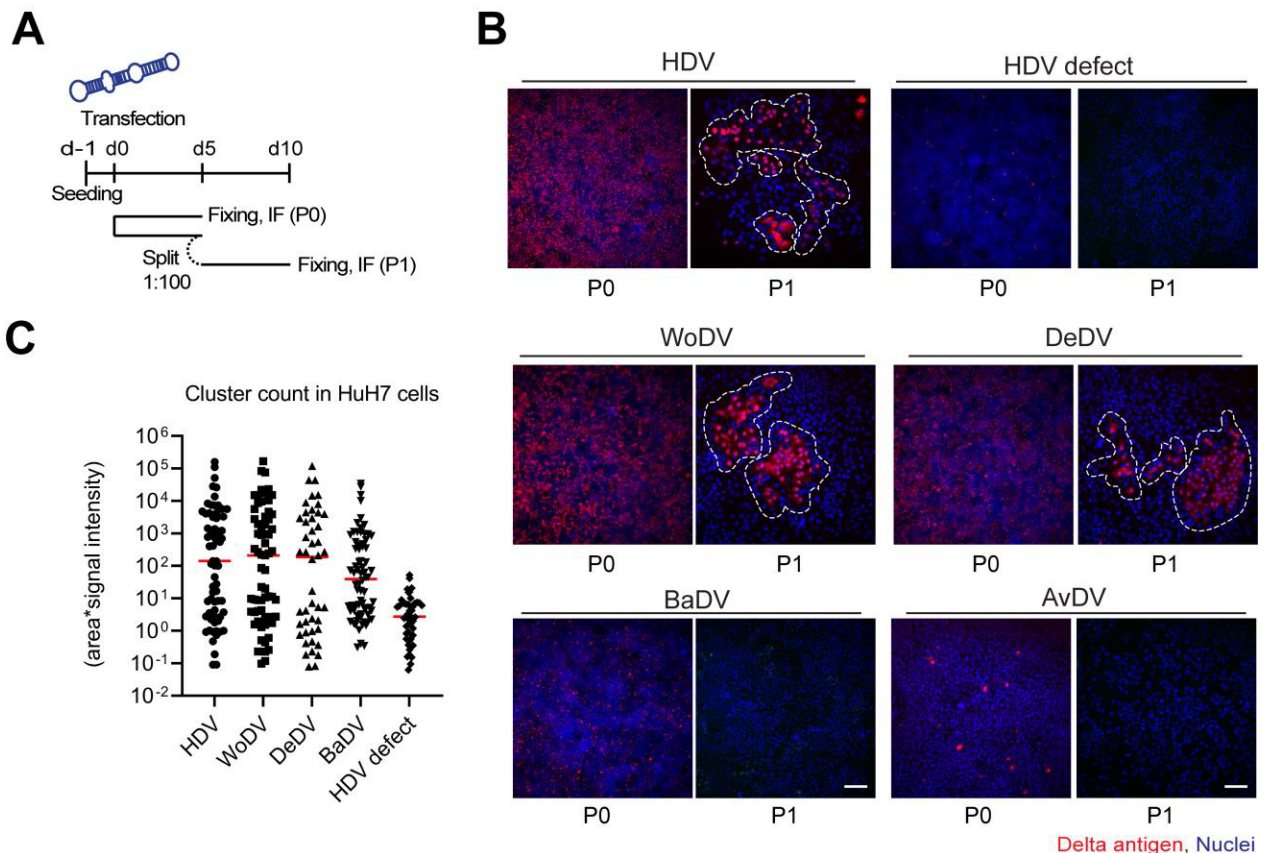 A
Transfection
d-1 d0 d5 d10
Seeding
Fixing, IF (P0)
Split
1:100
Fixing, IF (P1)
B
HDV
HDV defect
P0 P1 P0 P1
WoDV
DeDV
P0 P1 P0 P1
BaDV
AvDV
P0 P1 P0 P1
Delta antigen, Nuclei
C
Cluster count in HuH7 cells
(area*signal intensity)
10^6
10^5
10^4
10^3
10^2
10^1
10^0
10^-1
10^-2
HDV
WoDV
DeDV
BaDV
HDV defect